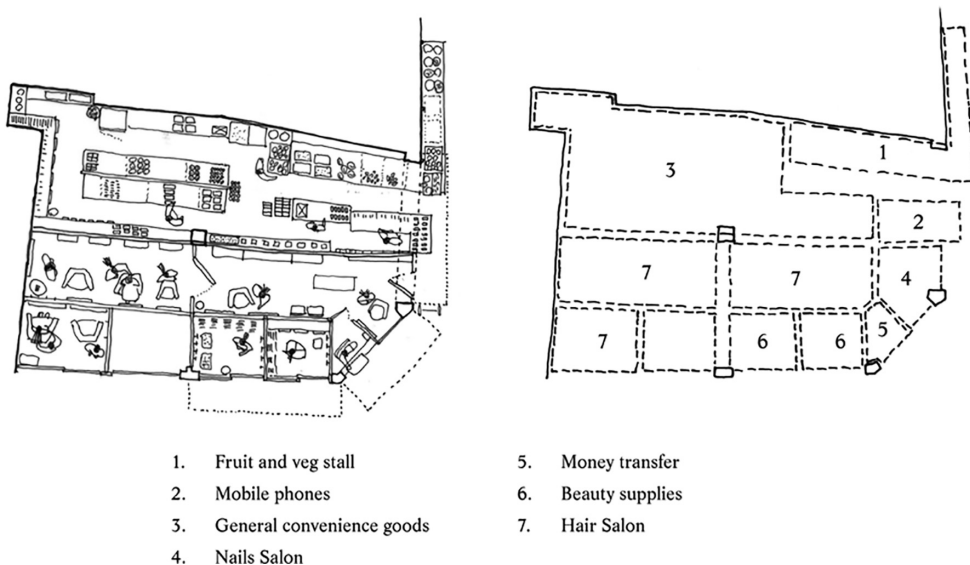 1
3
2
7
7
4
5
7
6
6
1. Fruit and veg stall
2. Mobile phones
3. General convenience goods
4. Nails Salon
5. Money transfer
6. Beauty supplies
7. Hair Salon